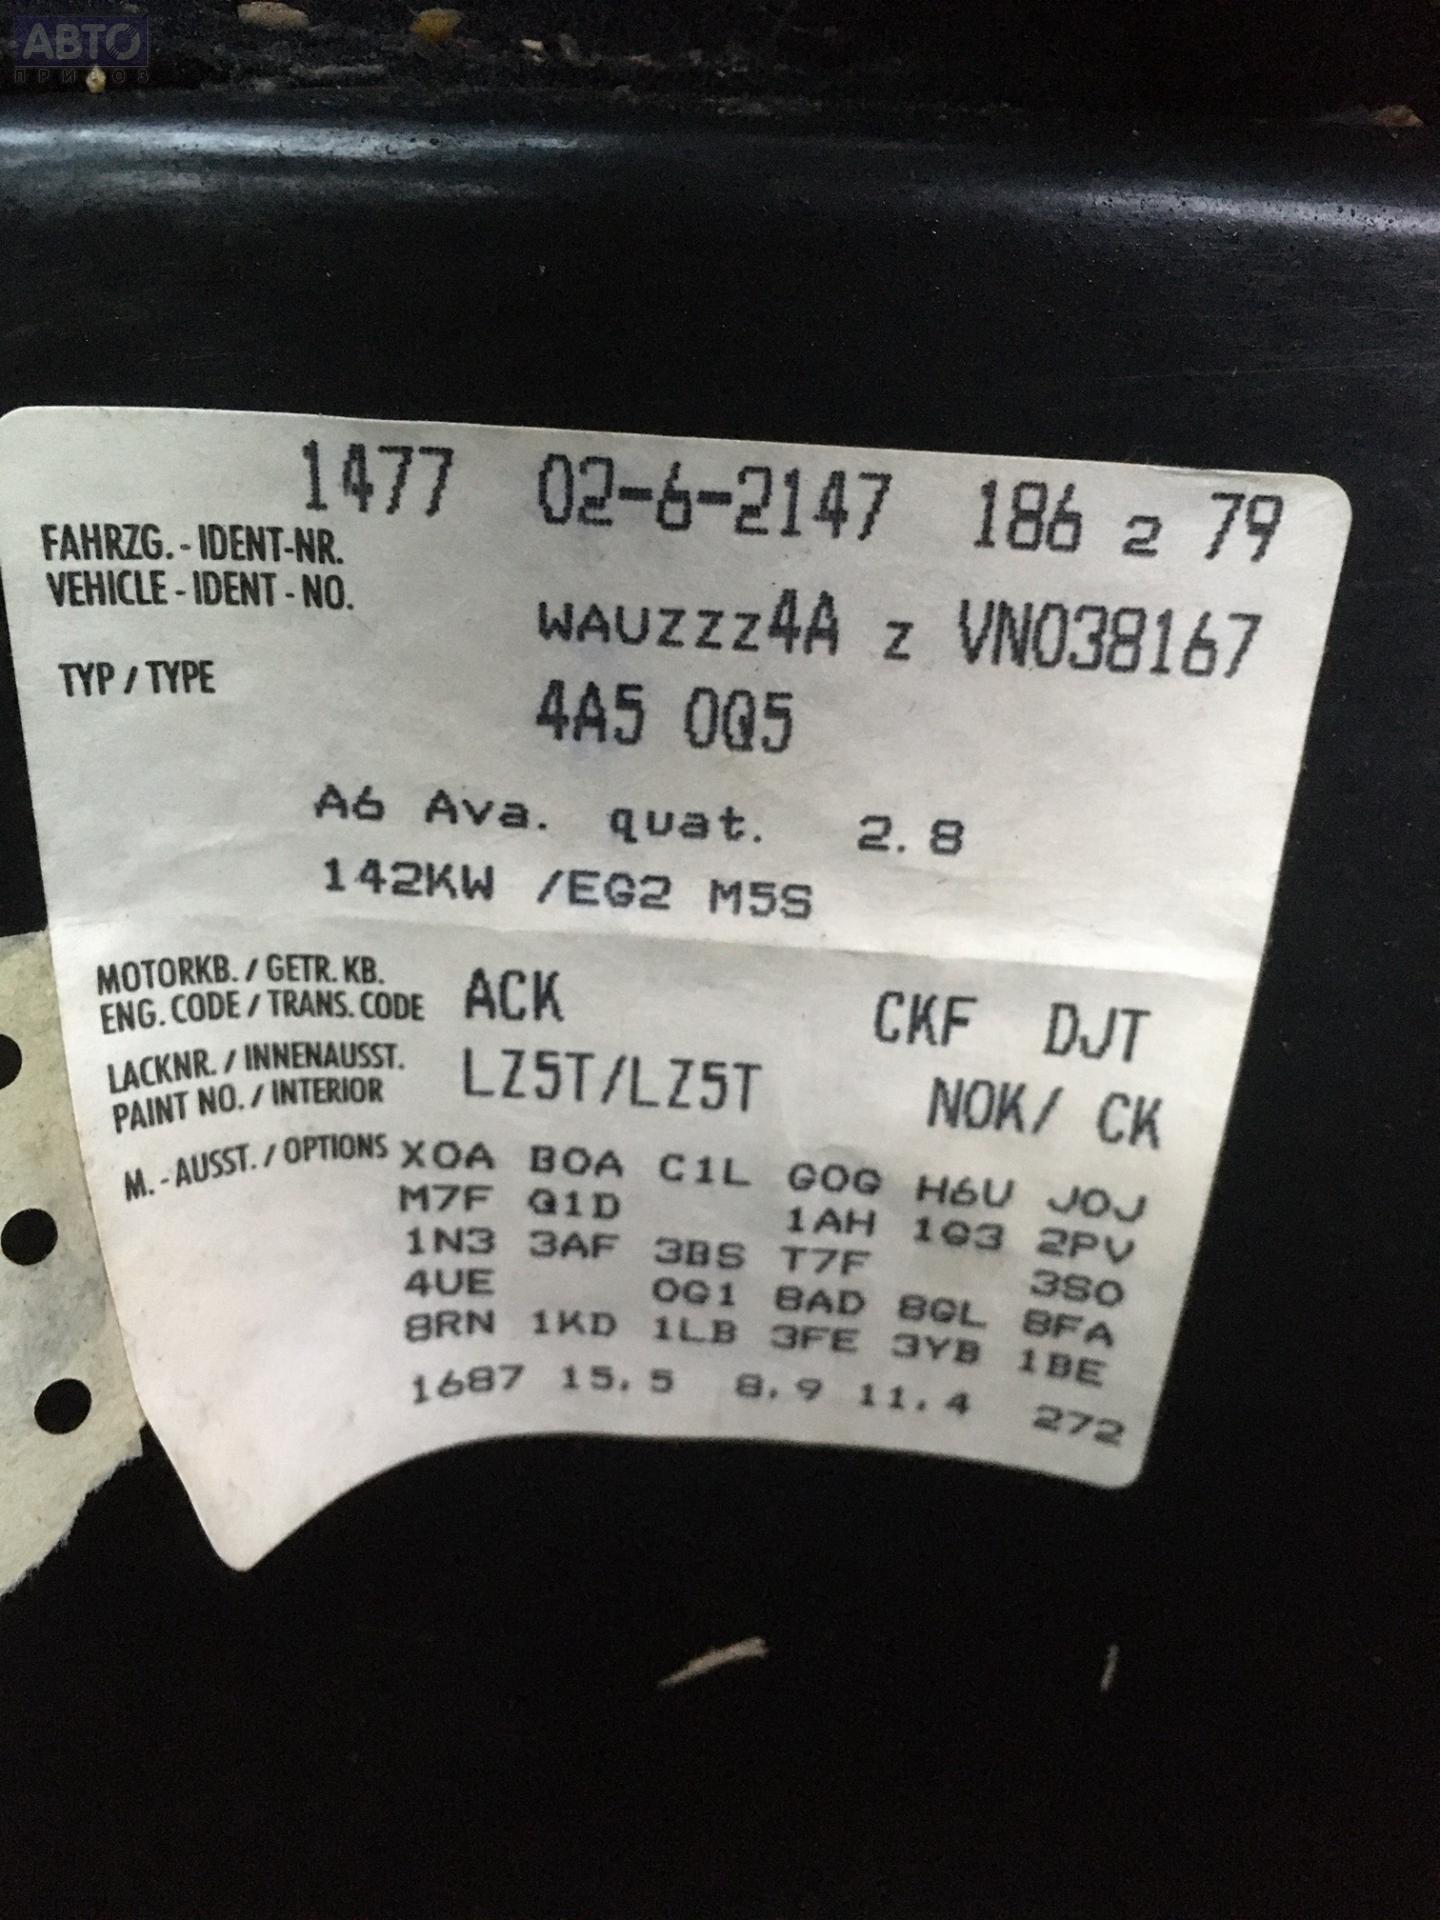 АВТО
ПРИВОЗ
1477 02-6-2147 186 2 79
FAHRZG. - IDENT-NR.
VEHICLE - IDENT - NO.
WAUZZZ4A Z VN038167
TYP / TYPE
4A5 0Q5
A6 Ava. quat. 2.8
142KW /EG2 M5S
MOTORKB. / GETR. KB.
ENG. CODE / TRANS. CODE
ACK CKF DJT
LACKNR. / INNENAUSST.
PAINT NO. / INTERIOR
LZ5T/LZ5T NOK/ CK
M. - AUSST. / OPTIONS
X0A B0A C1L G0G H6U J0J
M7F Q1D 1AH 1G3 2PV
1N3 3AF 3BS T7F 3S0
4UE 0G1 8AD 8GL 8FA
8RN 1KD 1LB 3FE 3YB 1BE
1687 15.5 8.9 11.4 272